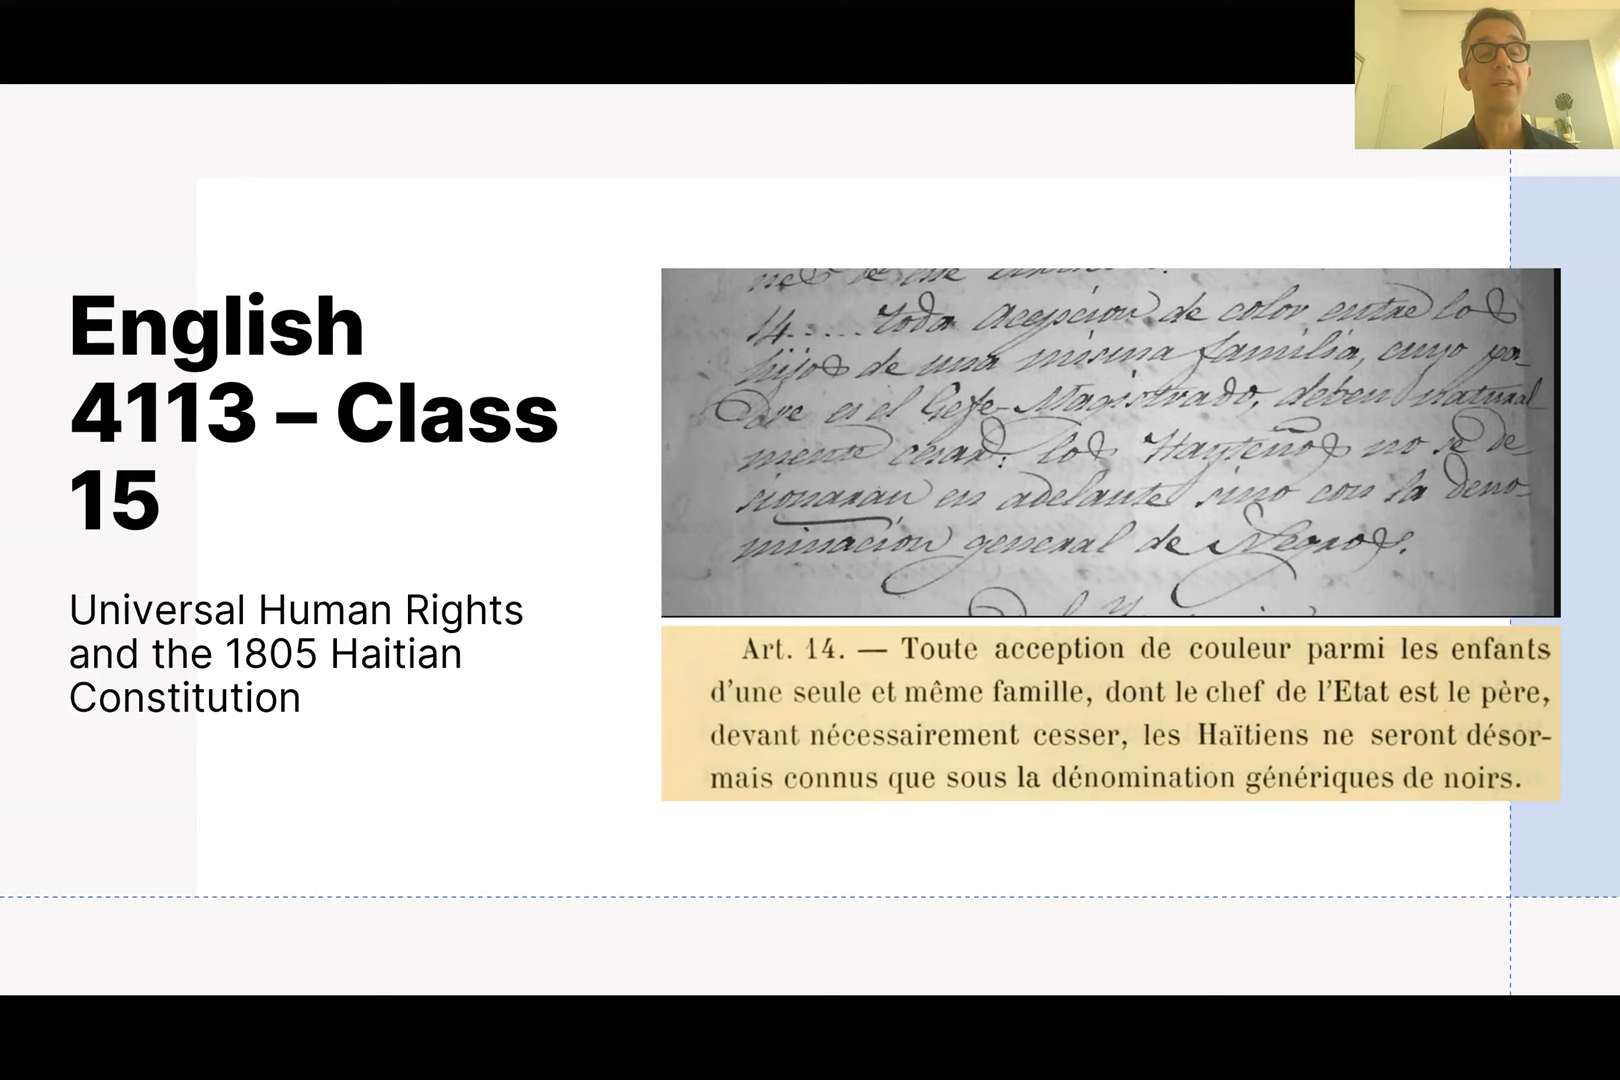 English
4113 – Class
15
Universal Human Rights
and the 1805 Haitian
Constitution
14..... toda acepcion de color entre los
hijos de una misma familia, cuyo pa-
dre es el Gefe Magistrado, deben natural
mente cesar: los Hayteños no se de
sionaran en adelante sino con la deno-
minacion general de Negros.
Art. 14. — Toute acception de couleur parmi les enfants
d’une seule et même famille, dont le chef de l’Etat est le père,
devant nécessairement cesser, les Haïtiens ne seront désor-
mais connus que sous la dénomination génériques de noirs.